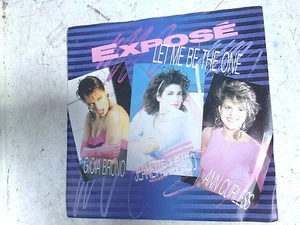 EXPOSÉ
LET ME BE THE ONE
GIOIA BRUNO
JEANETTE JURADO
ANN CURLESS